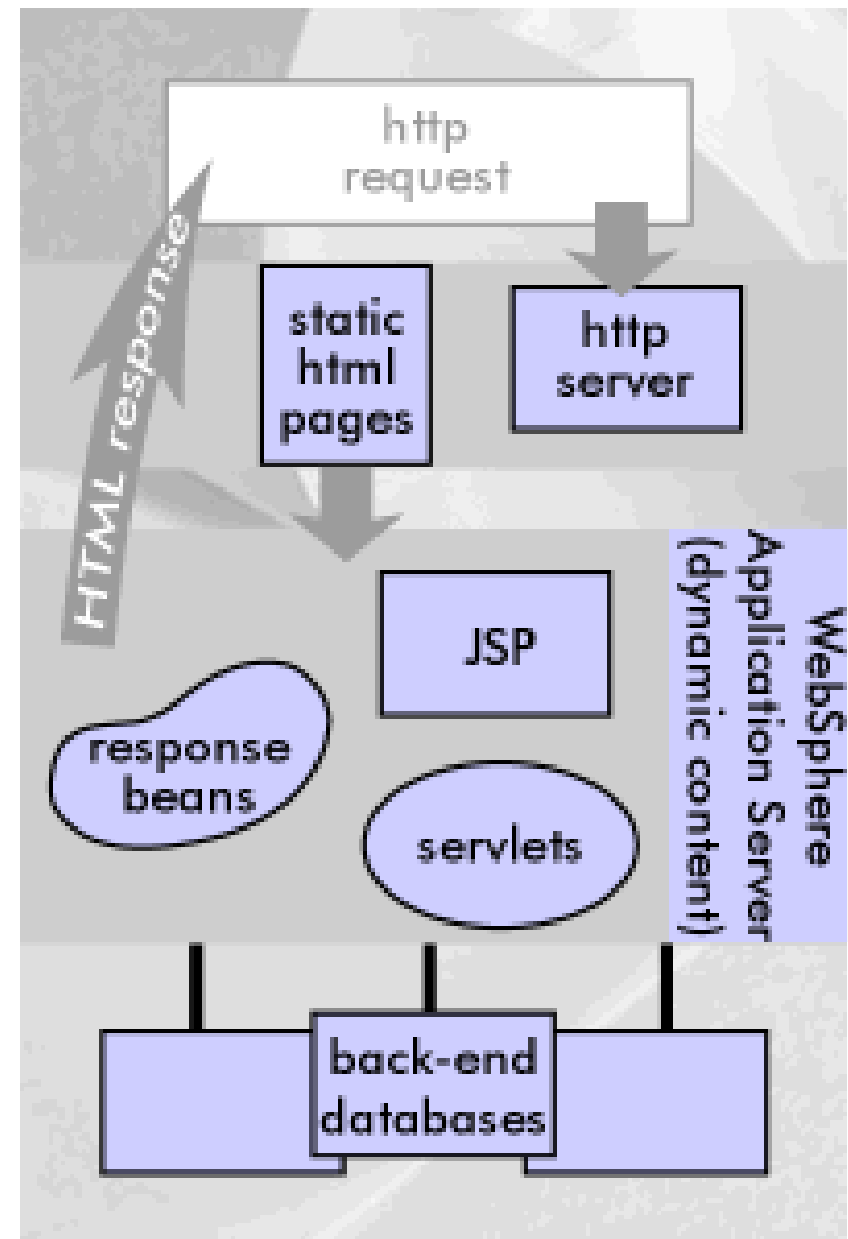 http
request
HTML response
static
html
pages
http
server
JSP
WebSphere
Application Server
(dynamic content)
response
beans
servlets
back-end
databases